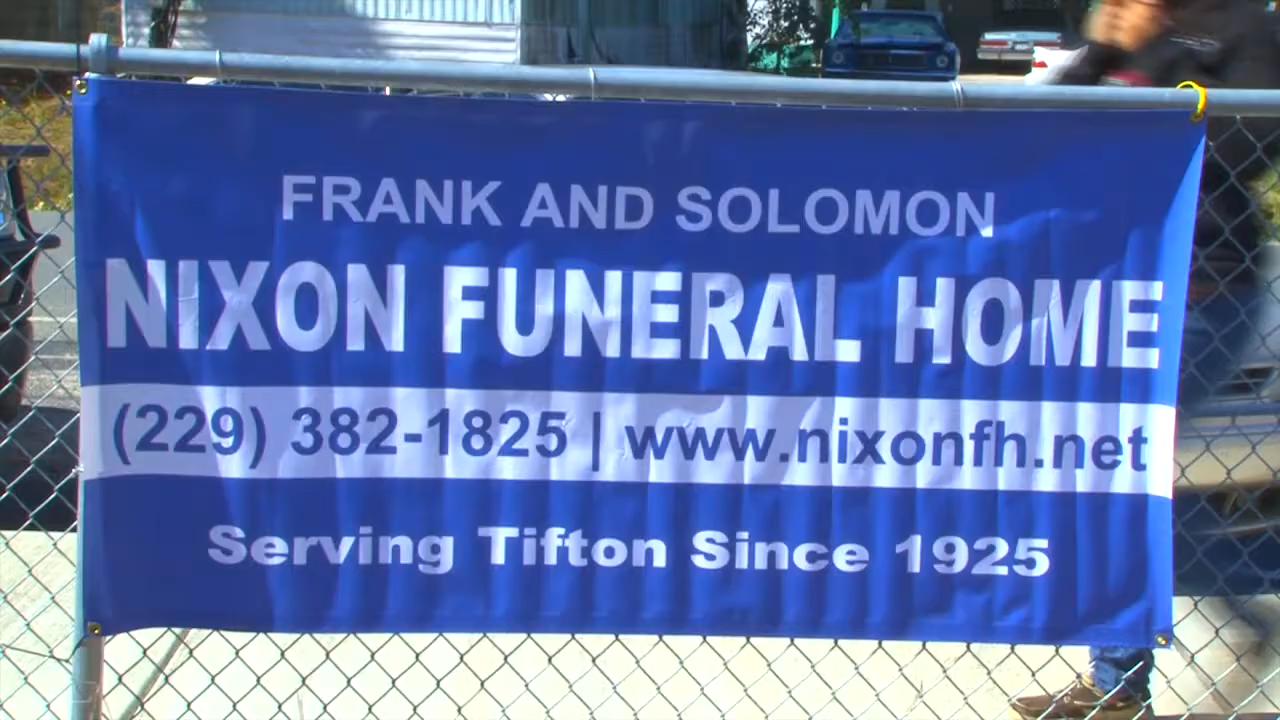 FRANK AND SOLOMON
NIXON FUNERAL HOME
(229) 382-1825 | www.nixonfh.net
Serving Tifton Since 1925